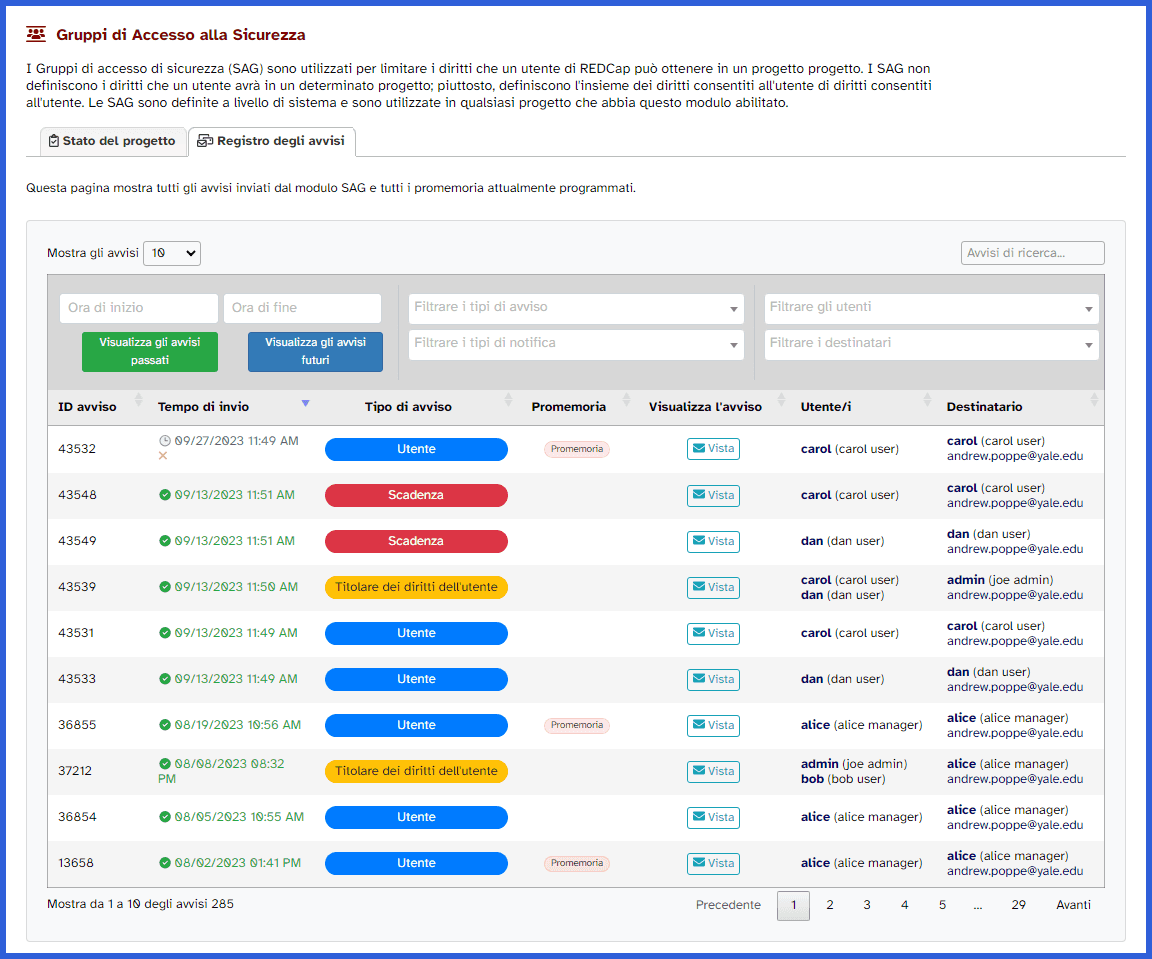 Gruppi di Accesso alla Sicurezza
I Gruppi di accesso di sicurezza (SAG) sono utilizzati per limitare i diritti che un utente di REDCap può ottenere in un progetto progetto. I SAG non
definiscono i diritti che un utente avrà in un determinato progetto; piuttosto, definiscono l'insieme dei diritti consentiti all'utente di diritti consentiti
all'utente. Le SAG sono definite a livello di sistema e sono utilizzate in qualsiasi progetto che abbia questo modulo abilitato.
Stato del progetto Registro degli avvisi
Questa pagina mostra tutti gli avvisi inviati dal modulo SAG e tutti i promemoria attualmente programmati.
Mostra gli avvisi 10 Avvisi di ricerca...
Ora di inizio Ora di fine Filtrare i tipi di avviso Filtrare gli utenti
Visualizza gli avvisi passati Visualizza gli avvisi futuri Filtrare i tipi di notifica Filtrare i destinatari
ID avviso Tempo di invio Tipo di avviso Promemoria Visualizza l'avviso Utente/i Destinatario
43532 09/27/2023 11:49 AM Utente Promemoria Vista carol (carol user) carol (carol user)
andrew.poppe@yale.edu
43548 09/13/2023 11:51 AM Scadenza Vista carol (carol user) carol (carol user)
andrew.poppe@yale.edu
43549 09/13/2023 11:51 AM Scadenza Vista dan (dan user) dan (dan user)
andrew.poppe@yale.edu
43539 09/13/2023 11:50 AM Titolare dei diritti dell'utente Vista carol (carol user) admin (joe admin)
dan (dan user) andrew.poppe@yale.edu
43531 09/13/2023 11:49 AM Utente Vista carol (carol user) carol (carol user)
andrew.poppe@yale.edu
43533 09/13/2023 11:49 AM Utente Vista dan (dan user) dan (dan user)
andrew.poppe@yale.edu
36855 08/19/2023 10:56 AM Utente Promemoria Vista alice (alice manager) alice (alice manager)
andrew.poppe@yale.edu
37212 08/08/2023 08:32 PM Titolare dei diritti dell'utente Vista admin (joe admin) alice (alice manager)
bob (bob user) andrew.poppe@yale.edu
36854 08/05/2023 10:55 AM Utente Vista alice (alice manager) alice (alice manager)
andrew.poppe@yale.edu
13658 08/02/2023 01:41 PM Utente Promemoria Vista alice (alice manager) alice (alice manager)
andrew.poppe@yale.edu
Mostra da 1 a 10 degli avvisi 285 Precedente 1 2 3 4 5 ... 29 Avanti